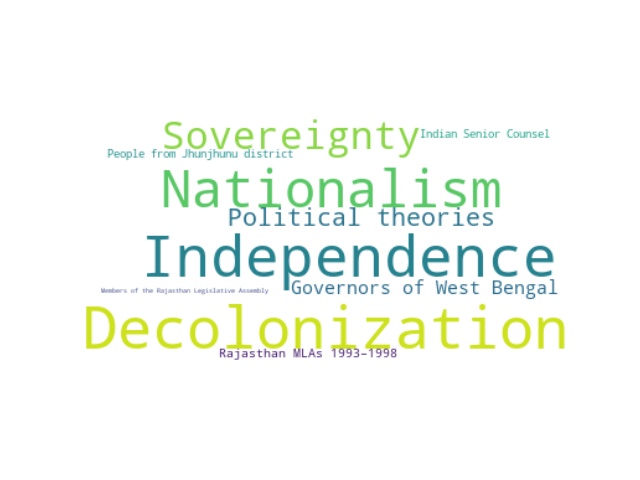 Sovereignty
Indian Senior Counsel
People from Jhunjhunu district
Nationalism
Political theories
Independence
Members of the Rajasthan Legislative Assembly
Governors of West Bengal
Decolonization
Rajasthan MLAs 1993–1998